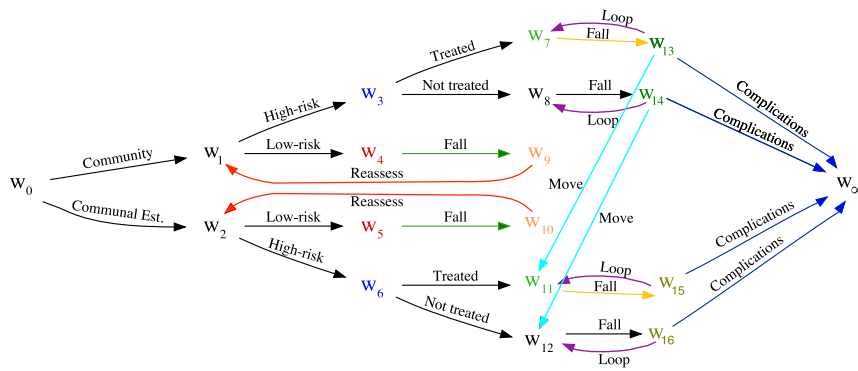 Loop
W7
Fall
W13
Treated
High-risk
W3
Not treated
W8
Fall
W14
Loop
Complications
Complications
Community
W1
Low-risk
W4
Fall
W9
Reassess
W0
Move
W∞
Reassess
Communal Est.
W2
Low-risk
W5
Fall
W10
Move
High-risk
W6
Treated
W11
Loop
Fall
W15
Complications
Complications
Not treated
W12
Fall
W16
Loop